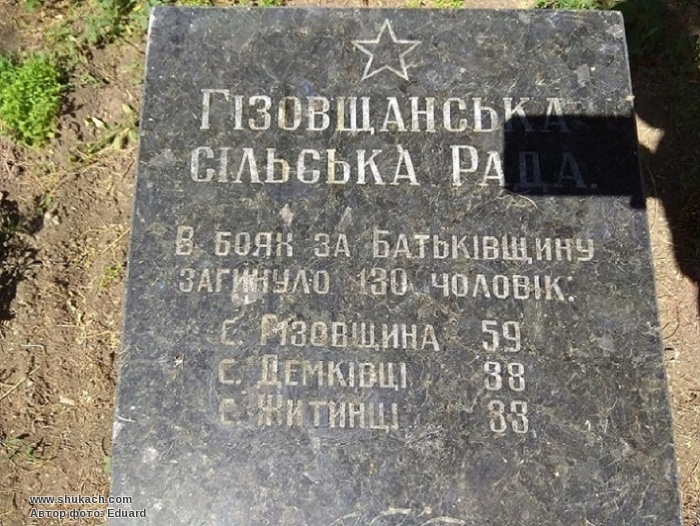 ГІЗОВЩАНСЬКА
СІЛЬСЬКА РАДА.
В БОЯХ ЗА БАТЬКІВЩИНУ
ЗАГИНУЛО 130 ЧОЛОВІК:
С. ГІЗОВЩИНА 59
С. ДЕМКІВЦІ 38
С. ЖИТИНЦІ 33
www.shukach.com
Автор фото: Eduard